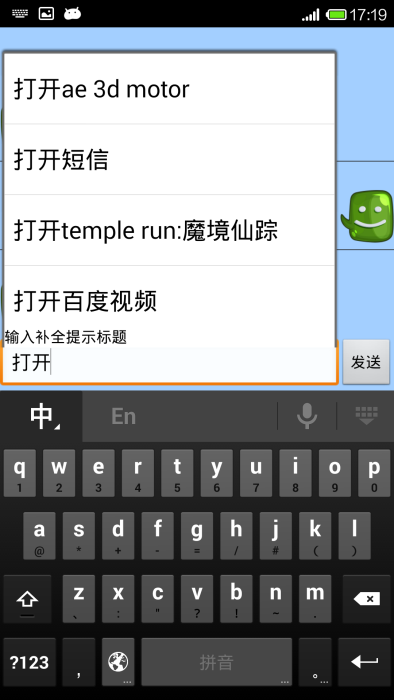 17:19
打开ae 3d motor
打开短信
打开temple run:魔境仙踪
打开百度视频
输入补全提示标题
打开
发送
中 En
q w e r t y u i o p
1 2 3 4 5 6 7 8 9 0
a s d f g h j k l
@ * + - = / # ( )
z x c v b n m
、 : " ? ! ~ .
?123 , 拼音 。
... ... ...